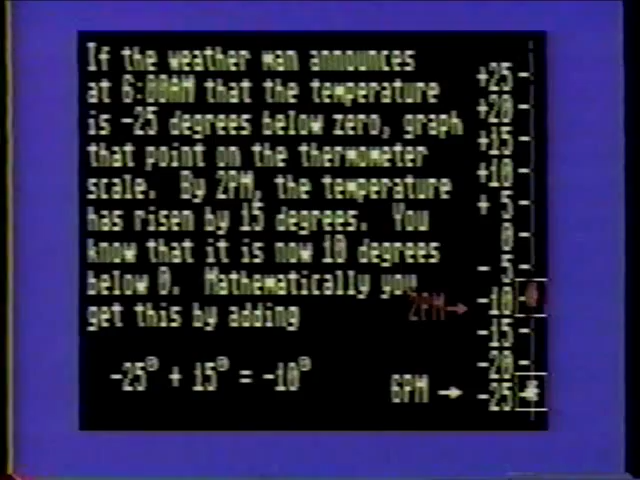 If the weather man announces
at 6:00AM that the temperature
is -25 degrees below zero, graph
that point on the thermometer
scale. By 2PM, the temperature
has risen by 15 degrees. You
know that it is now 10 degrees
below 0. Mathematically you
get this by adding
-25° + 15° = -10°
+25
+20
+15
+10
+ 5
0
- 5
2PM→ -10
-15
-20
6PM → -25